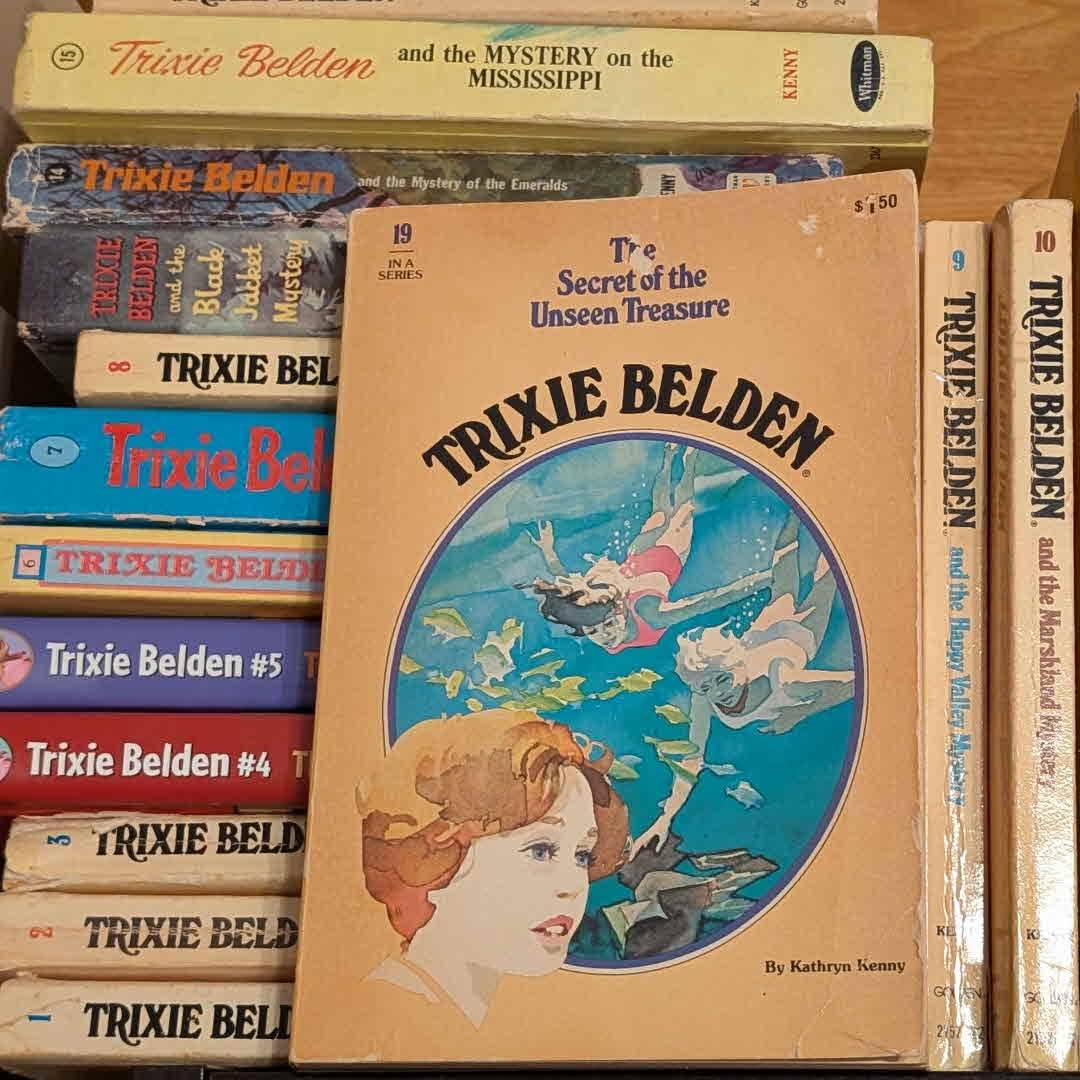 TRIXIE BELDEN
15 Trixie Belden and the MYSTERY on the
MISSISSIPPI
KENNY
Whitman
14 Trixie Belden and the Mystery of the Emeralds
TRIXIE
BELDEN
and the
Black
Jacket
Mystery
8 TRIXIE BEL
7 Trixie Bel
6 TRIXIE BELD
Trixie Belden #5 T
Trixie Belden #4 T
3 TRIXIE BELD
2 TRIXIE BELD
1 TRIXIE BELD
19
IN A
SERIES
$1.50
The
Secret of the
Unseen Treasure
TRIXIE BELDEN®
By Kathryn Kenny
9
TRIXIE BELDEN® and the Happy Valley Mystery
10
TRIXIE BELDEN® and the Marshland Mystery